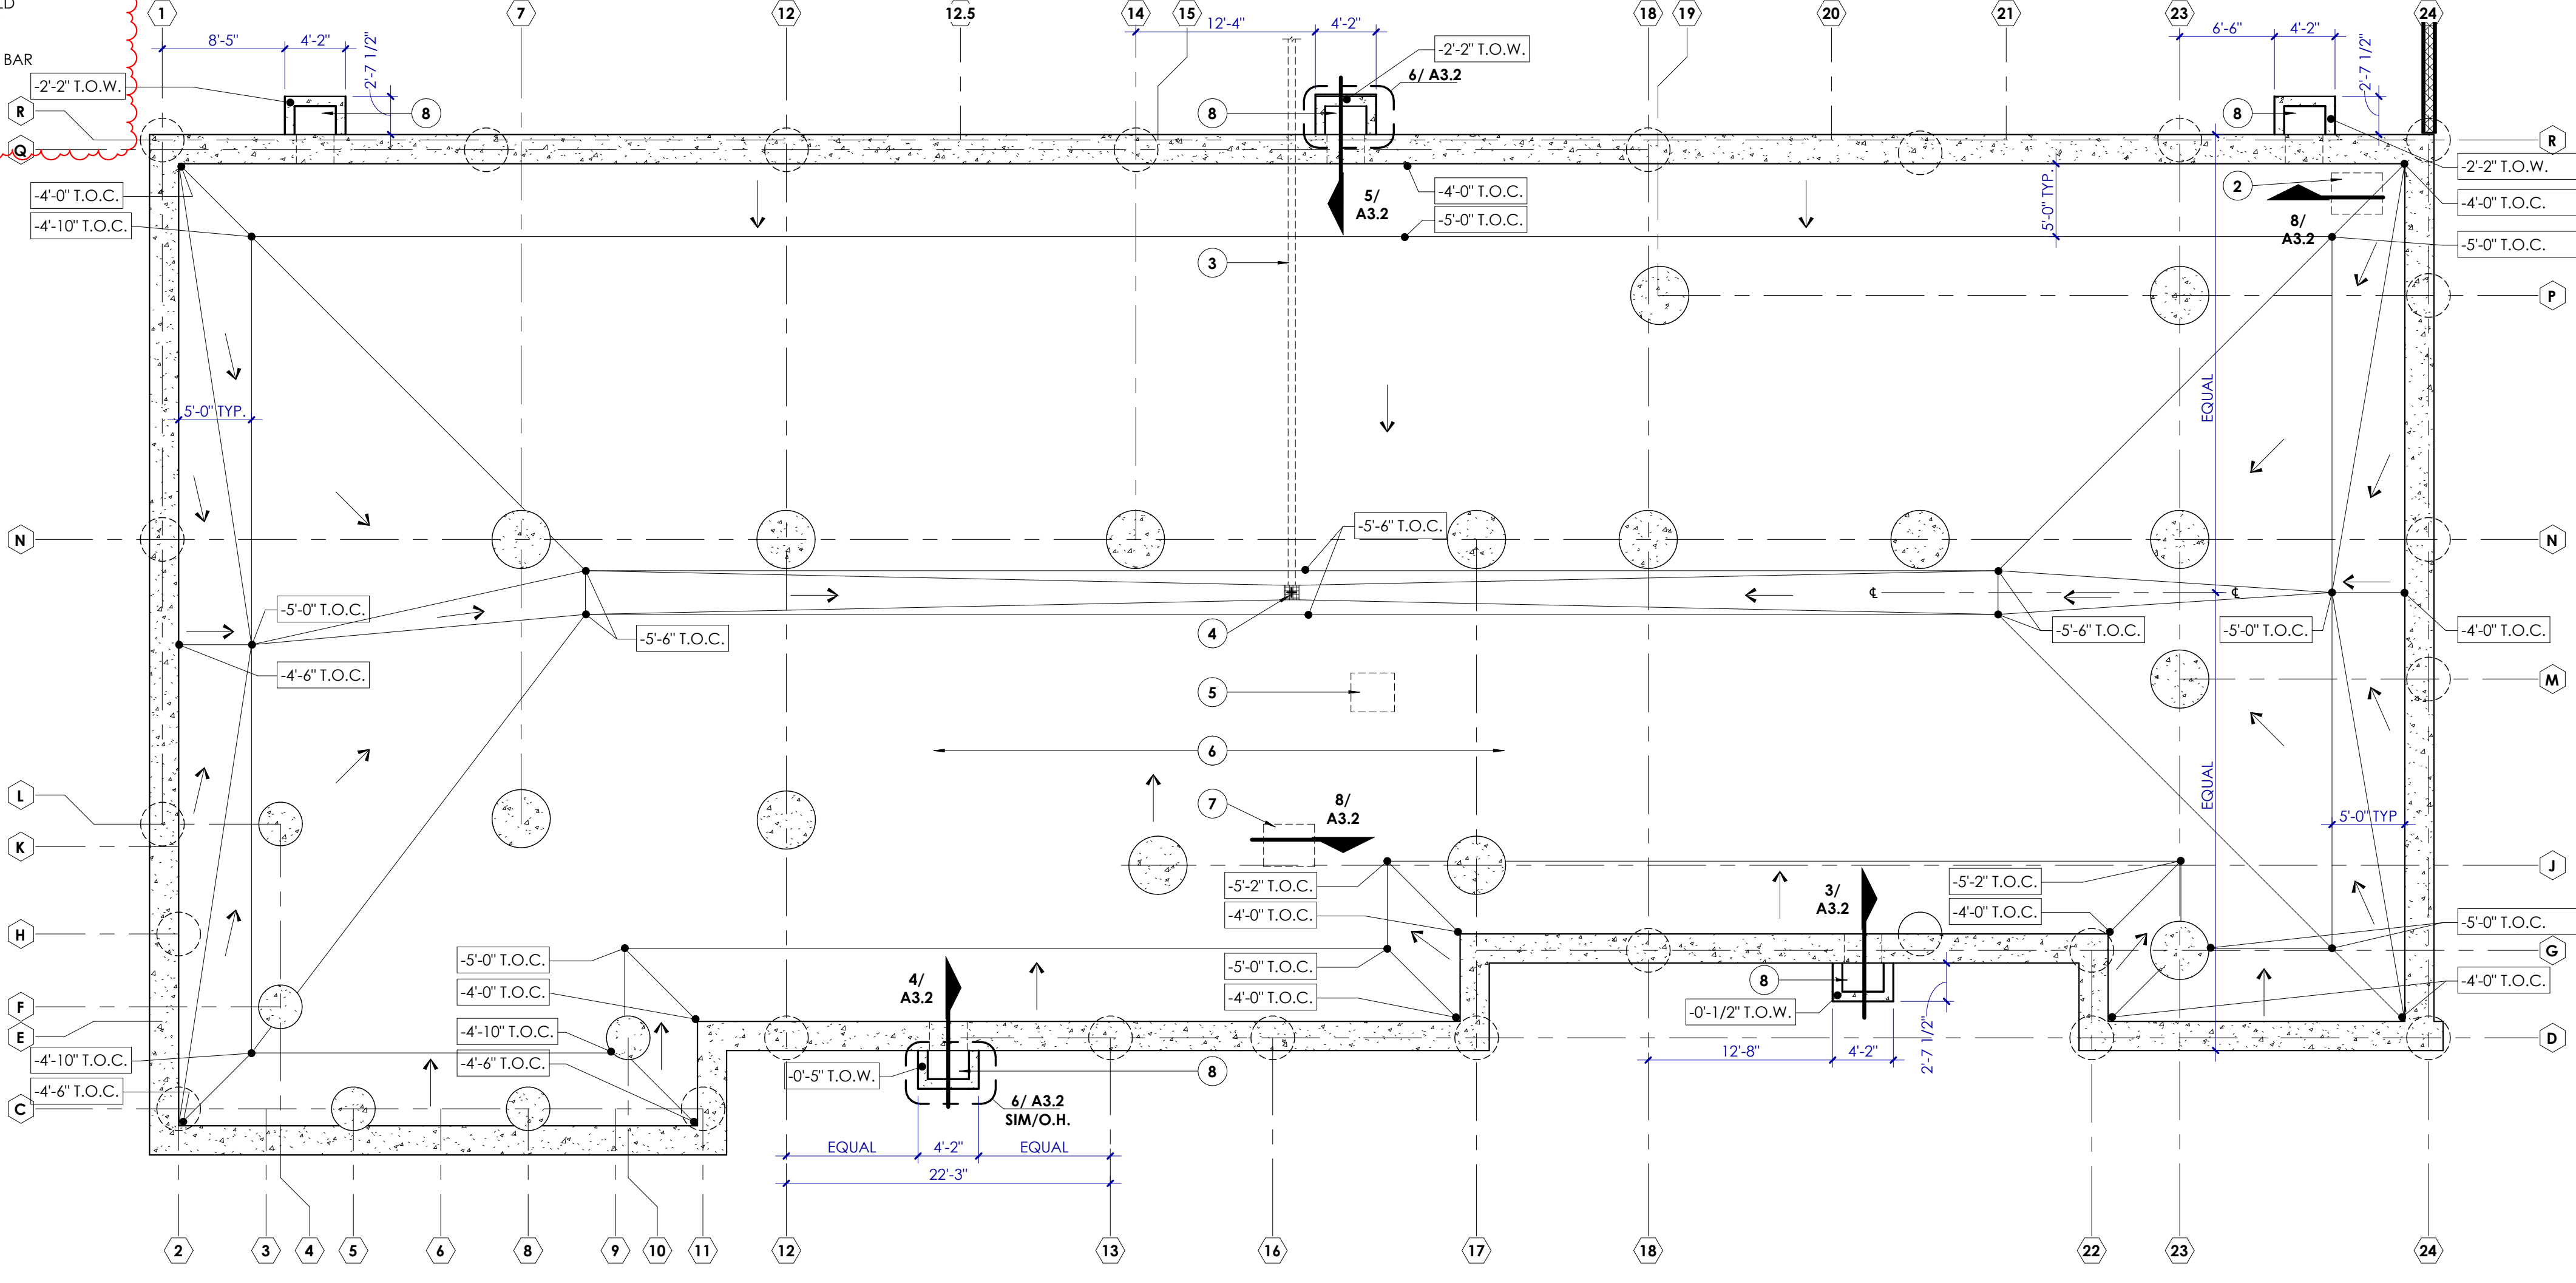 D
BAR
1
7
12
12.5
14
15
18
19
20
21
23
24
8'-5"
4'-2"
2'-7 1/2"
12'-4"
4'-2"
6'-6"
4'-2"
2'-7 1/2"
-2'-2" T.O.W.
-2'-2" T.O.W.
6/ A3.2
R
8
8
8
Q
R
-2'-2" T.O.W.
2
-4'-0" T.O.C.
-4'-0" T.O.C.
5/
A3.2
-4'-0" T.O.C.
-4'-10" T.O.C.
-5'-0" T.O.C.
5'-0" TYP.
8/
A3.2
-5'-0" T.O.C.
3
P
5'-0" TYP.
EQUAL
N
-5'-6" T.O.C.
N
-5'-0" T.O.C.
-5'-6" T.O.C.
4
℄
℄
-5'-6" T.O.C.
-5'-0" T.O.C.
-4'-0" T.O.C.
-4'-6" T.O.C.
5
M
6
EQUAL
L
7
8/
A3.2
5'-0" TYP
K
J
-5'-2" T.O.C.
-5'-2" T.O.C.
-4'-0" T.O.C.
3/
A3.2
-4'-0" T.O.C.
-5'-0" T.O.C.
H
G
-5'-0" T.O.C.
-5'-0" T.O.C.
4/
A3.2
8
-4'-0" T.O.C.
-4'-0" T.O.C.
-4'-0" T.O.C.
F
-0'-1/2" T.O.W.
E
-4'-10" T.O.C.
D
-4'-10" T.O.C.
-4'-6" T.O.C.
-0'-5" T.O.W.
8
12'-8"
4'-2"
2'-7 1/2"
-4'-6" T.O.C.
C
6/ A3.2
SIM/O.H.
EQUAL
4'-2"
EQUAL
22'-3"
2
3
4
5
6
8
9
10
11
12
13
16
17
18
22
23
24